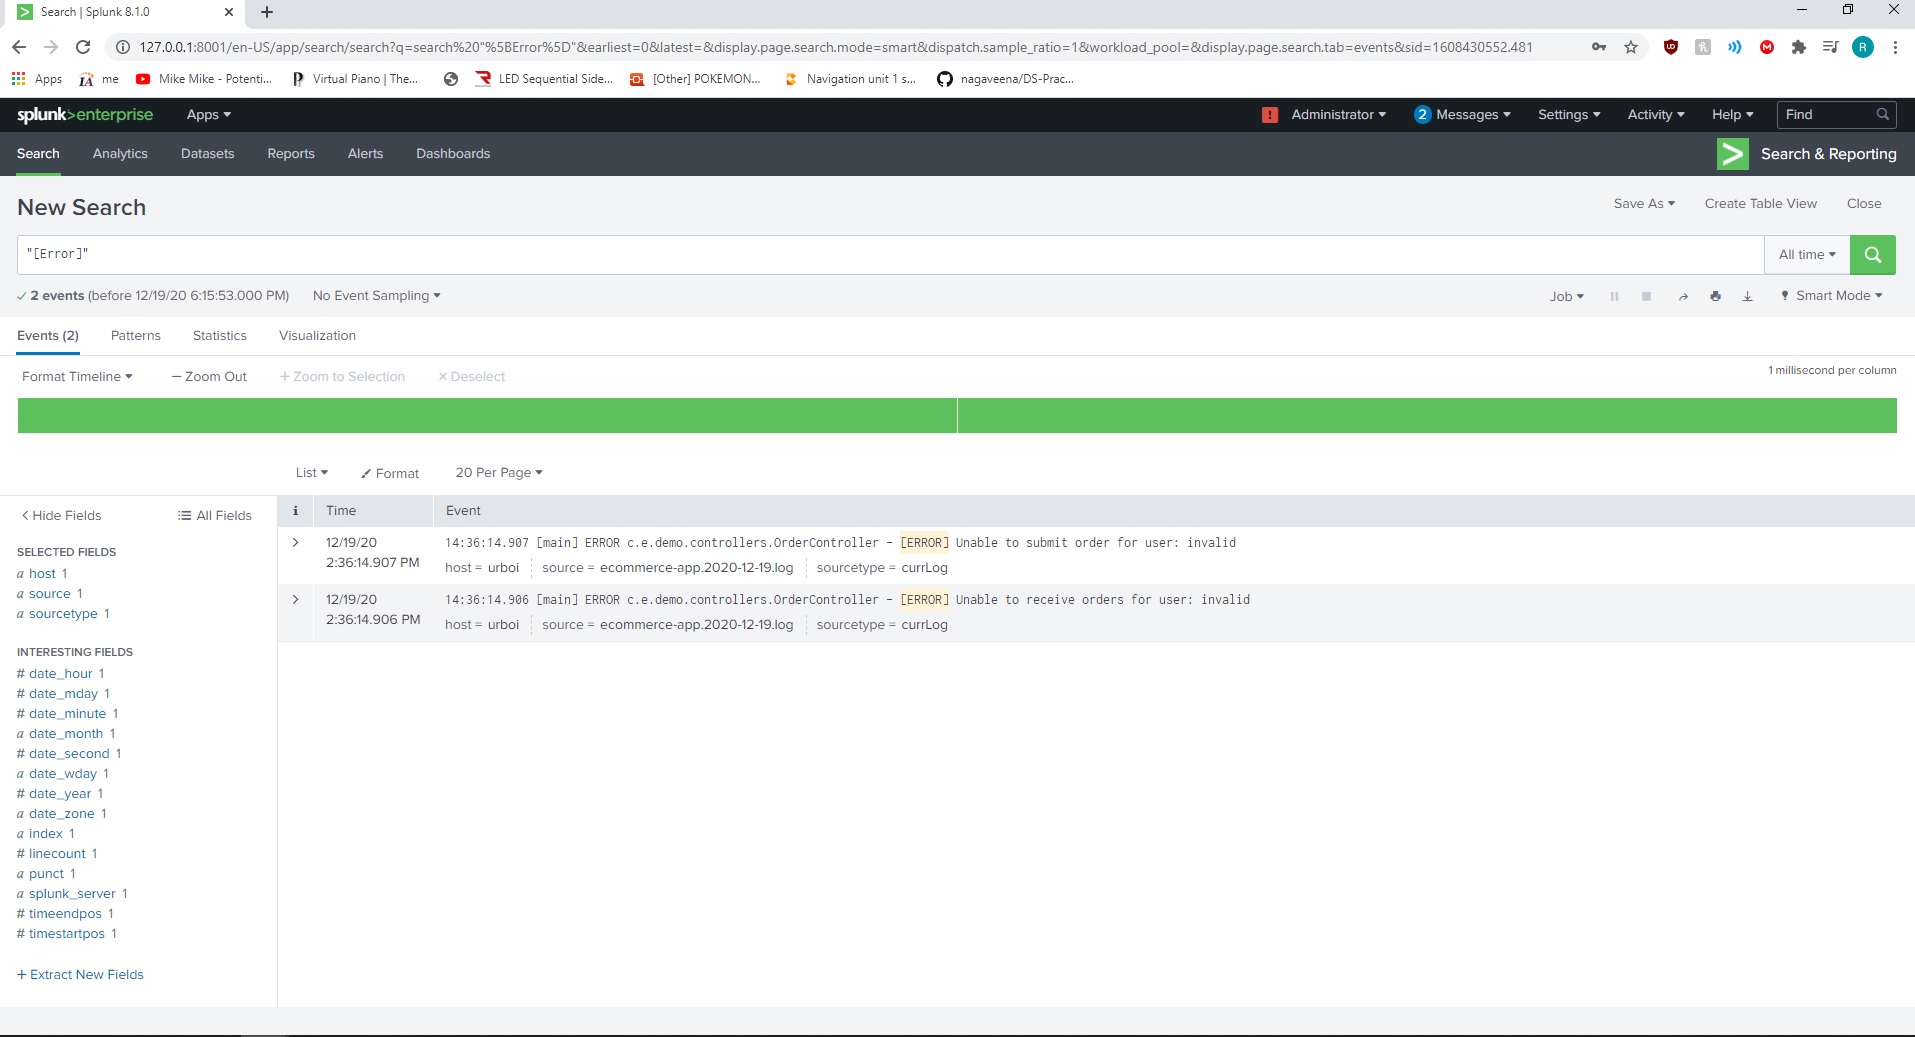 Search | Splunk 8.1.0
127.0.0.1:8001/en-US/app/search/search?q=search%20"%5BError%5D"&earliest=0&latest=&display.page.search.mode=smart&dispatch.sample_ratio=1&workload_pool=&display.page.search.tab=events&sid=1608430552.481
R
Apps me Mike Mike - Potenti... Virtual Piano | The... LED Sequential Side... [Other] POKEMON... Navigation unit 1 s... nagaveena/DS-Prac...
splunk>enterprise Apps ! Administrator 2 Messages Settings Activity Help Find
Search Analytics Datasets Reports Alerts Dashboards Search & Reporting
New Search Save As Create Table View Close
"[Error]" All time
2 events (before 12/19/20 6:15:53.000 PM) No Event Sampling Job Smart Mode
Events (2) Patterns Statistics Visualization
Format Timeline — Zoom Out + Zoom to Selection × Deselect 1 millisecond per column
List Format 20 Per Page
< Hide Fields All Fields i Time Event
SELECTED FIELDS
a host 1
a source 1
a sourcetype 1
INTERESTING FIELDS
# date_hour 1
# date_mday 1
# date_minute 1
a date_month 1
# date_second 1
a date_wday 1
# date_year 1
a date_zone 1
a index 1
# linecount 1
a punct 1
a splunk_server 1
# timeendpos 1
# timestartpos 1
+ Extract New Fields
> 12/19/20 14:36:14.907 [main] ERROR c.e.demo.controllers.OrderController - [ERROR] Unable to submit order for user: invalid
2:36:14.907 PM host = urboi source = ecommerce-app.2020-12-19.log sourcetype = currLog
> 12/19/20 14:36:14.906 [main] ERROR c.e.demo.controllers.OrderController - [ERROR] Unable to receive orders for user: invalid
2:36:14.906 PM host = urboi source = ecommerce-app.2020-12-19.log sourcetype = currLog